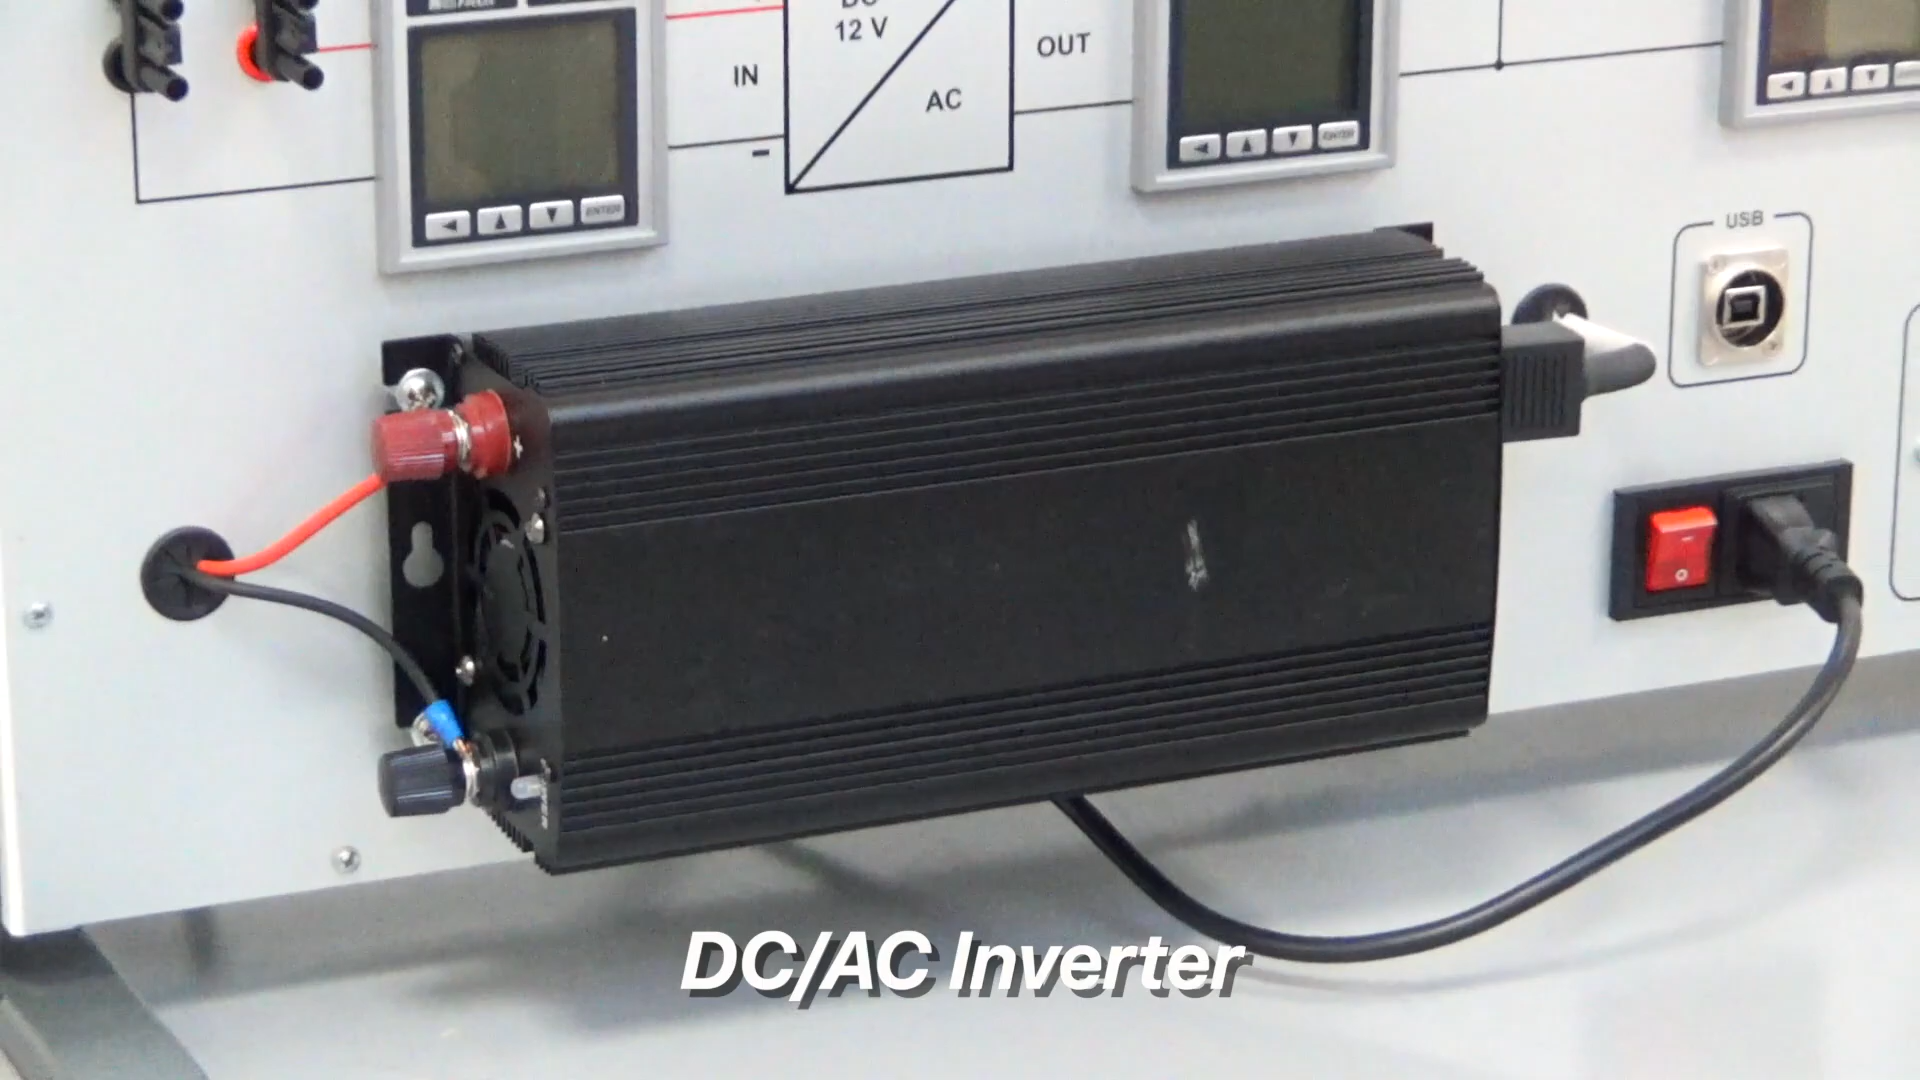 DC
12 V
IN
OUT
AC
-
ENTER
ENTER
USB
+
DC/AC Inverter